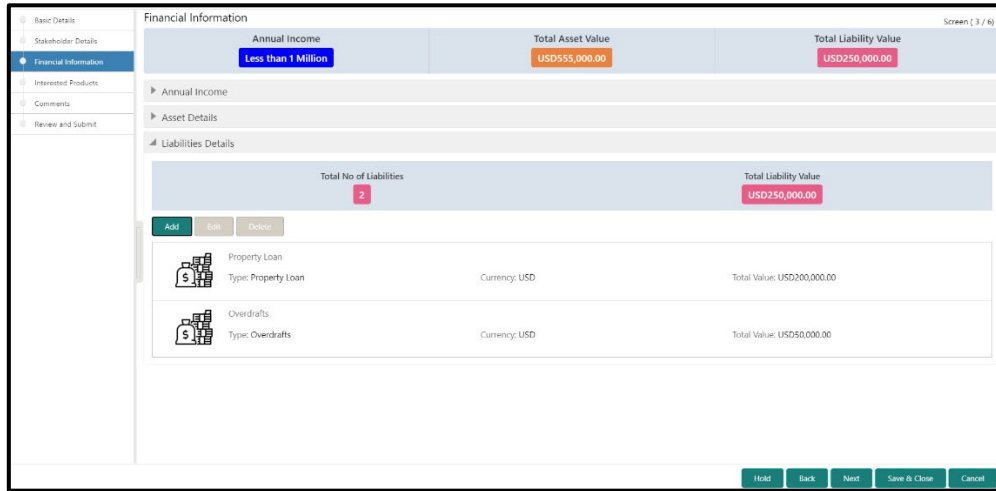 Basic Details
Stakeholder Details
Financial Information
Interested Products
Comments
Review and Submit
Financial Information
Screen ( 3 / 6)
Annual Income
Less than 1 Million
Total Asset Value
USD555,000.00
Total Liability Value
USD250,000.00
Annual Income
Asset Details
Liabilities Details
Total No of Liabilities
2
Total Liability Value
USD250,000.00
Add Edit Delete
Property Loan
Type: Property Loan Currency: USD Total Value: USD200,000.00
Overdrafts
Type: Overdrafts Currency: USD Total Value: USD50,000.00
Hold Back Next Save & Close Cancel